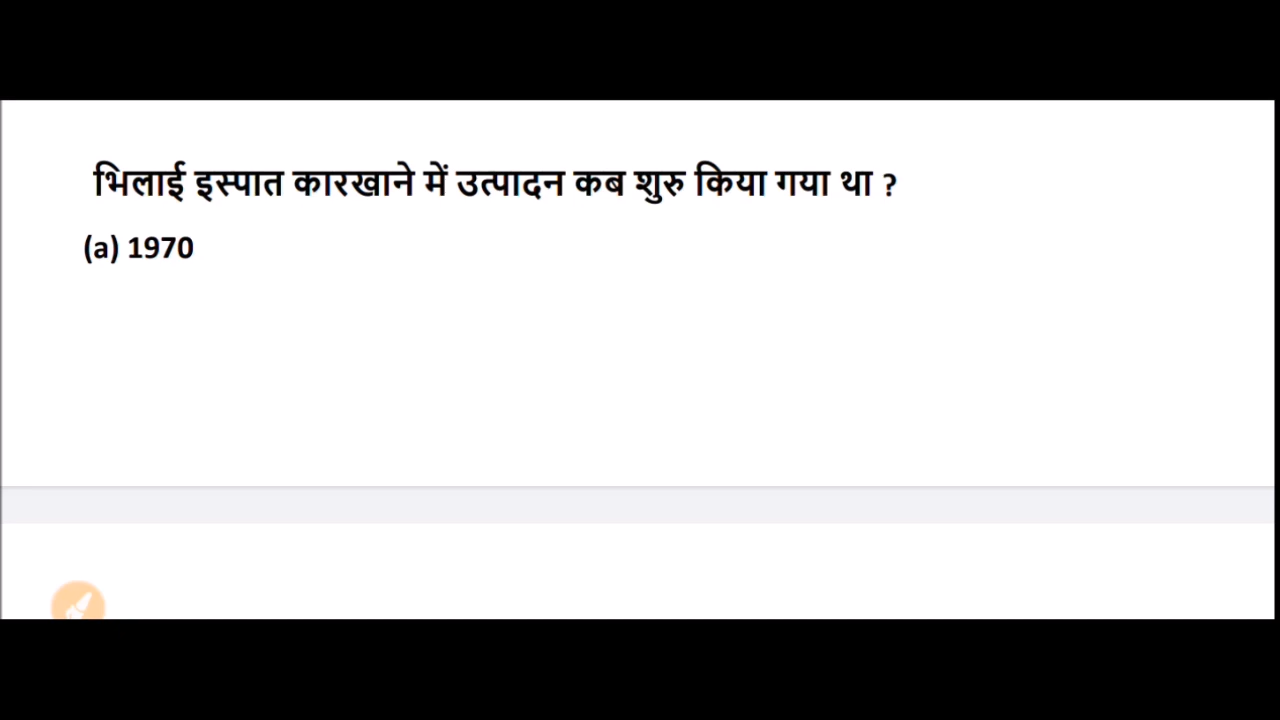 भिलाई इस्पात कारखाने में उत्पादन कब शुरु किया गया था ?
(a) 1970